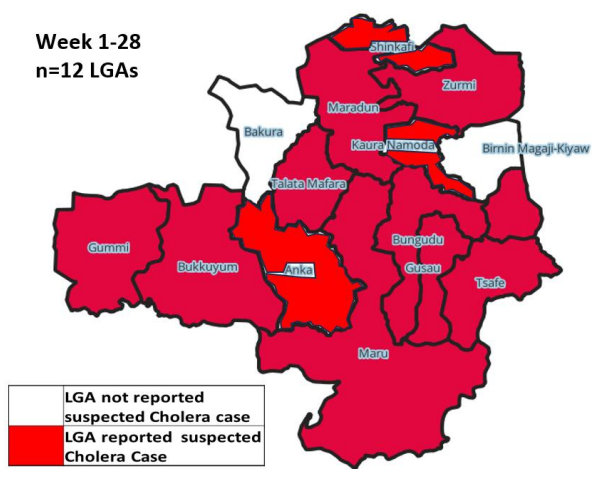 Week 1-28
n=12 LGAs
Shinkafi
Zurmi
Maradun
Bakura
Kaura Namoda
Birnin Magaji-Kiyaw
Talata Mafara
Bungudu
Gummi
Bukkuyum
Anka
Gusau
Tsafe
Maru
LGA not reported
suspected Cholera case
LGA reported suspected
Cholera Case